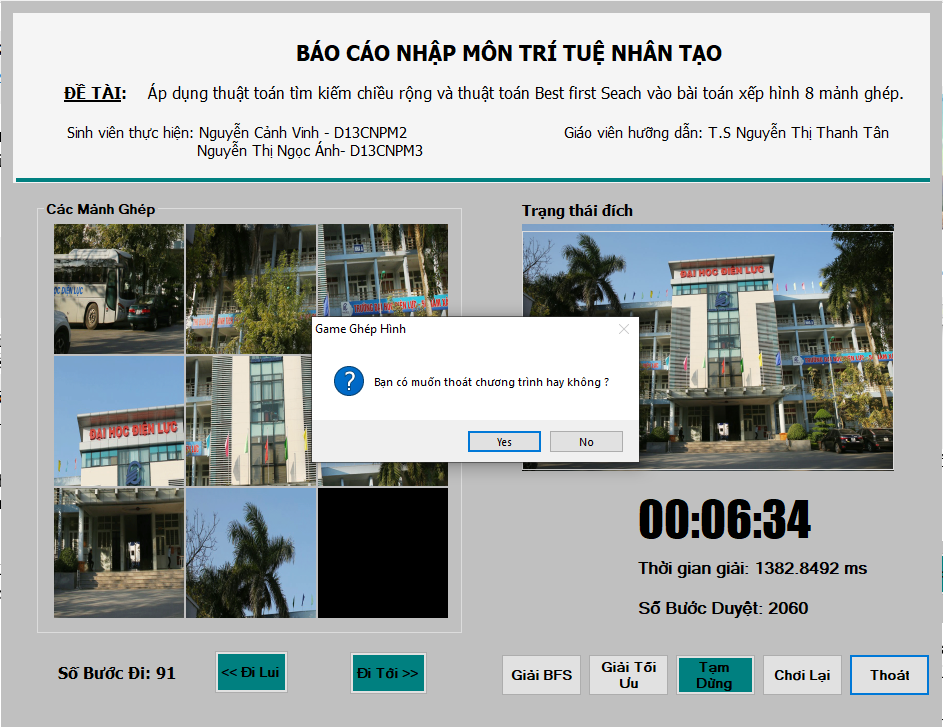 BÁO CÁO NHẬP MÔN TRÍ TUỆ NHÂN TẠO
ĐỀ TÀI: Áp dụng thuật toán tìm kiếm chiều rộng và thuật toán Best first Seach vào bài toán xếp hình 8 mảnh ghép.
Sinh viên thực hiện: Nguyễn Cảnh Vinh - D13CNPM2
Giáo viên hướng dẫn: T.S Nguyễn Thị Thanh Tân
Nguyễn Thị Ngọc Ánh- D13CNPM3
Các Mảnh Ghép
Trạng thái đích
ĐẠI HỌC ĐIỆN LỰC
Game Ghép Hình
Bạn có muốn thoát chương trình hay không ?
Yes
No
ĐẠI HỌC ĐIỆN LỰC
00:06:34
Thời gian giải: 1382.8492 ms
Số Bước Duyệt: 2060
Số Bước Đi: 91
<< Đi Lui
Đi Tới >>
Giải BFS
Giải Tối
Ưu
Tạm
Dừng
Chơi Lại
Thoát